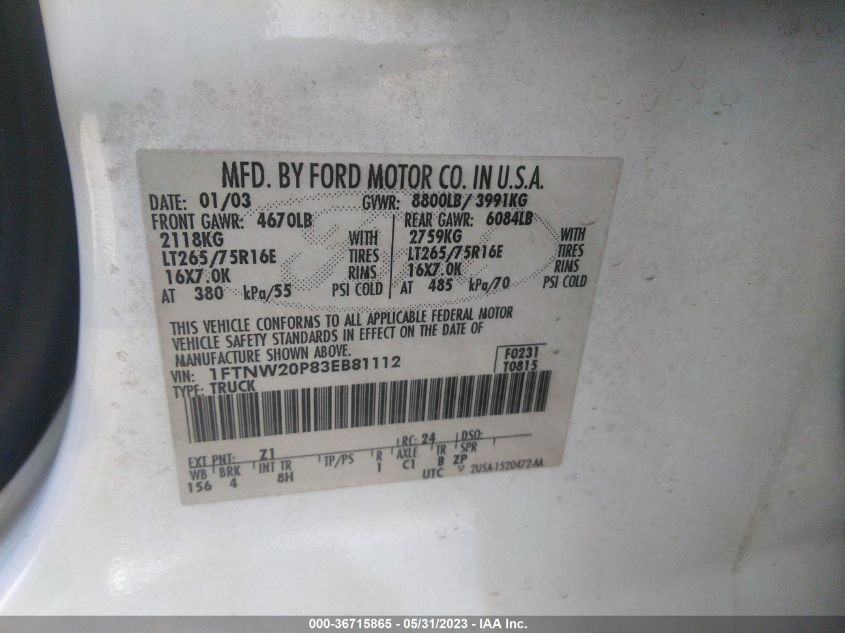 MFD. BY FORD MOTOR CO. IN U.S.A.
DATE: 01/03 GVWR: 8800LB/ 3991KG
FRONT GAWR: 4670LB REAR GAWR: 6084LB
2118KG WITH 2759KG WITH
LT265/75R16E TIRES LT265/75R16E TIRES
16X7.0K RIMS 16X7.0K RIMS
AT 380 kPa/55 PSI COLD AT 485 kPa/70 PSI COLD
THIS VEHICLE CONFORMS TO ALL APPLICABLE FEDERAL MOTOR
VEHICLE SAFETY STANDARDS IN EFFECT ON THE DATE OF
MANUFACTURE SHOWN ABOVE.
VIN: 1FTNW20P83EB81112 F0231
TYPE: TRUCK T0815
RC: 24 DSO:
EXT PNT: Z1
WB BRK INT TR TP/PS R AXLE TR SPR
156 4 8H 1 C1 B ZP
UTC 2U5A-1520472-AA
000-36715865 - 05/31/2023 - IAA Inc.